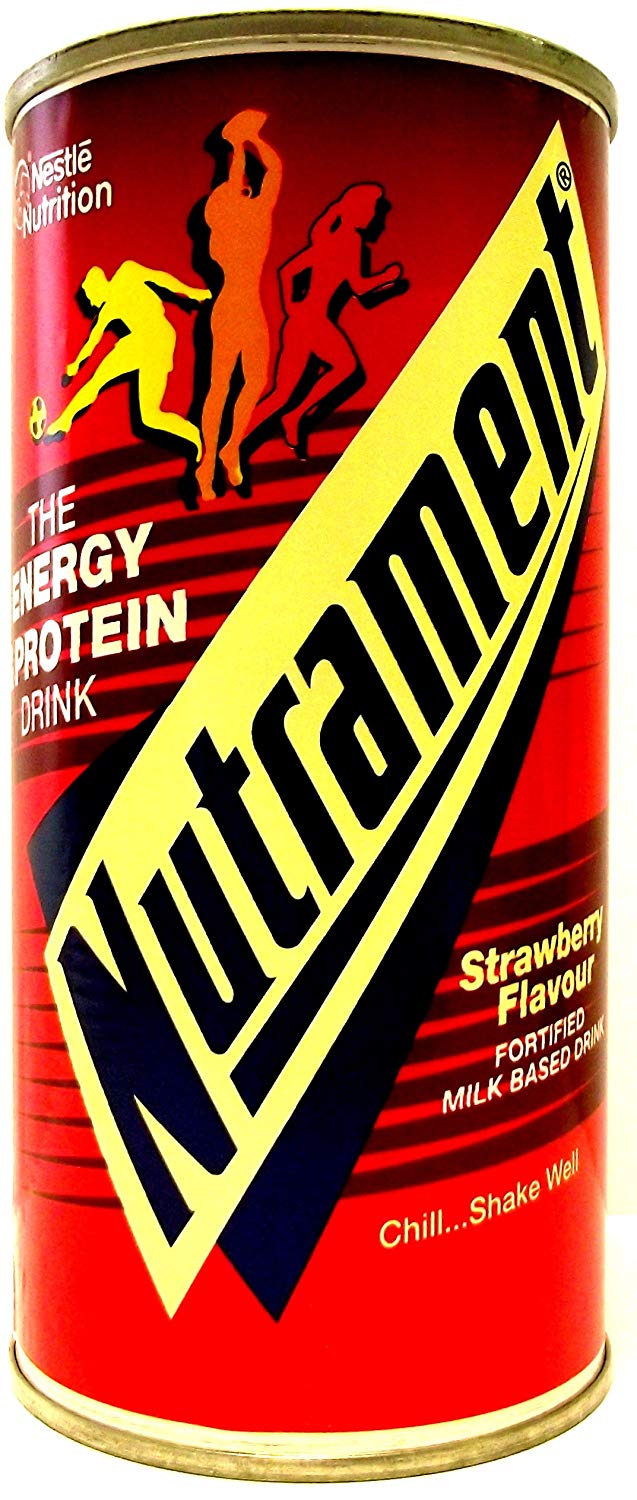 Nestlé
Nutrition
THE
ENERGY
PROTEIN
DRINK
Nutrament®
Strawberry
Flavour
FORTIFIED
MILK BASED DRINK
Chill...Shake Well